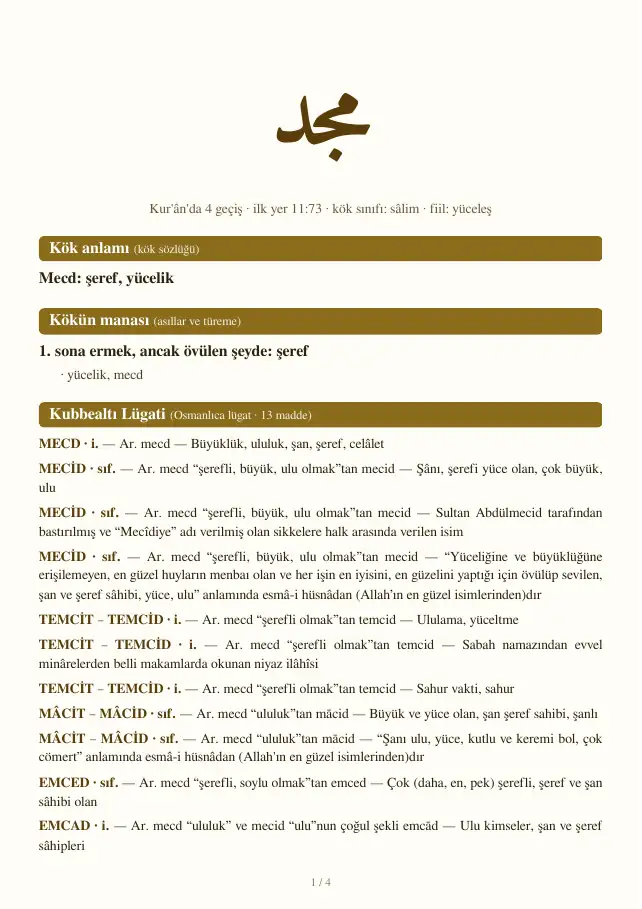 مجد
Kur'ân'da 4 geçiş · ilk yer 11:73 · kök sınıfı: sâlim · fiil: yüceleş
Kök anlamı (kök sözlüğü)
Mecd: şeref, yücelik
Kökün manası (asıllar ve türeme)
1. sona ermek, ancak övülen şeyde: şeref
· yücelik, mecd
Kubbealtı Lügati (Osmanlıca lügat · 13 madde)
MECD · i. — Ar. mecd — Büyüklük, ululuk, şan, şeref, celâlet
MECİD · sıf. — Ar. mecd “şerefli, büyük, ulu olmak”tan mecid — Şânı, şerefi yüce olan, çok büyük,
ulu
MECİD · sıf. — Ar. mecd “şerefli, büyük, ulu olmak”tan mecid — Sultan Abdülmecid tarafından
bastırılmış ve “Mecîdiye” adı verilmiş olan sikkelere halk arasında verilen isim
MECİD · sıf. — Ar. mecd “şerefli, büyük, ulu olmak”tan mecid — “Yüceliğine ve büyüklüğüne
erişilemeyen, en güzel huyların menbaı olan ve her işin en iyisini, en güzelini yaptığı için övülüp sevilen,
şan ve şeref sâhibi, yüce, ulu” anlamında esmâ-i hüsnâdan (Allah’ın en güzel isimlerinden)dır
TEMCİT – TEMCİD · i. — Ar. mecd “şerefli olmak”tan temcid — Ululama, yüceltme
TEMCİT – TEMCİD · i. — Ar. mecd “şerefli olmak”tan temcid — Sabah namazından evvel
minârelerden belli makamlarda okunan niyaz ilâhîsi
TEMCİT – TEMCİD · i. — Ar. mecd “şerefli olmak”tan temcid — Sahur vakti, sahur
MÂCİT – MÂCİD · sıf. — Ar. mecd “ululuk”tan mācid — Büyük ve yüce olan, şan şeref sahibi, şanlı
MÂCİT – MÂCİD · sıf. — Ar. mecd “ululuk”tan mācid — “Şanı ulu, yüce, kutlu ve keremi bol, çok
cömert” anlamında esmâ-i hüsnâdan (Allah'ın en güzel isimlerinden)dır
EMCED · sıf. — Ar. mecd “şerefli, soylu olmak”tan emced — Çok (daha, en, pek) şerefli, şeref ve şan
sâhibi olan
EMCAD · i. — Ar. mecd “ululuk” ve mecid “ulu”nun çoğul şekli emcād — Ulu kimseler, şan ve şeref
sâhipleri
1 / 4